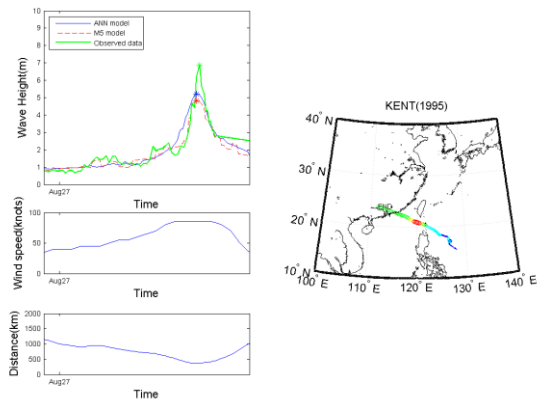 ANN model
M5 model
Observed data
Wave Height(m)
10
9
8
7
6
5
4
3
2
1
0
Aug27
Time
Wind speed(knots)
100
50
0
Aug27
Time
Distance(km)
2000
1500
1000
500
0
Aug27
Time
KENT(1995)
40° N
30° N
20° N
10° N
100° E
110° E
120° E
130° E
140° E